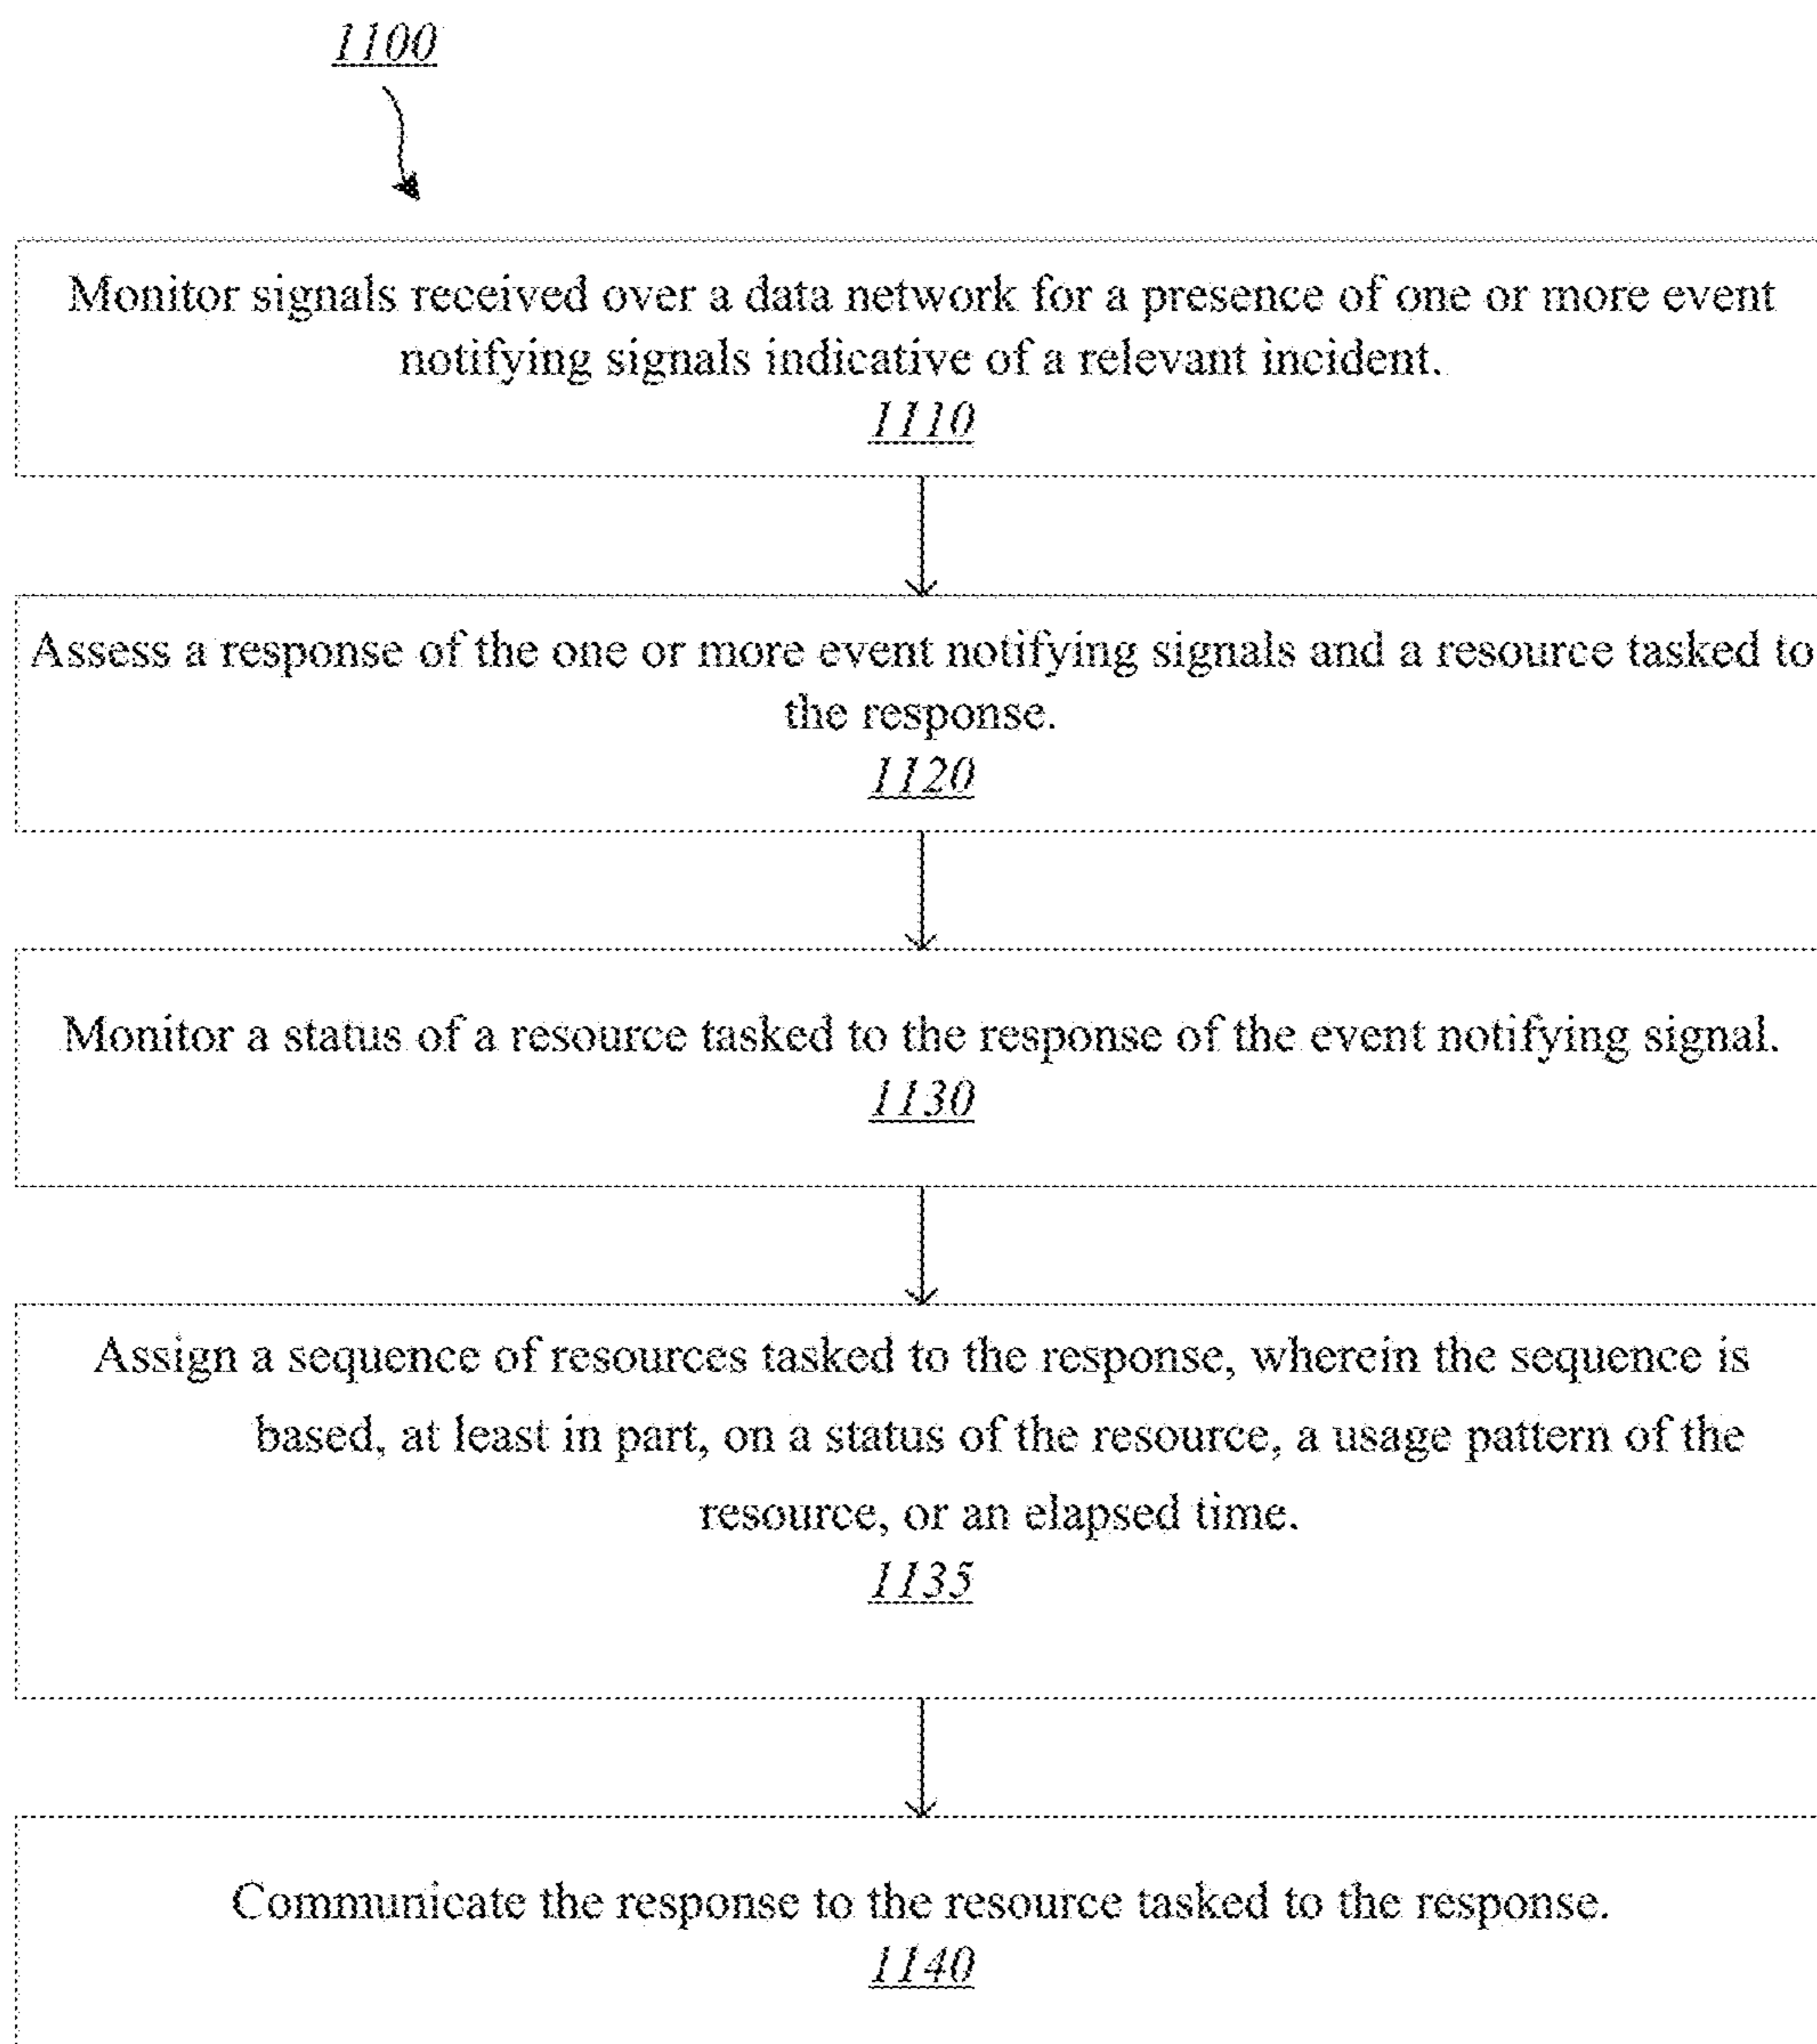 1100
Monitor signals received over a data network for a presence of one or more event
notifying signals indicative of a relevant incident.
1110
Assess a response of the one or more event notifying signals and a resource tasked to
the response.
1120
Monitor a status of a resource tasked to the response of the event notifying signal.
1130
Assign a sequence of resources tasked to the response, wherein the sequence is
based, at least in part, on a status of the resource, a usage pattern of the
resource, or an elapsed time.
1135
Communicate the response to the resource tasked to the response.
1140